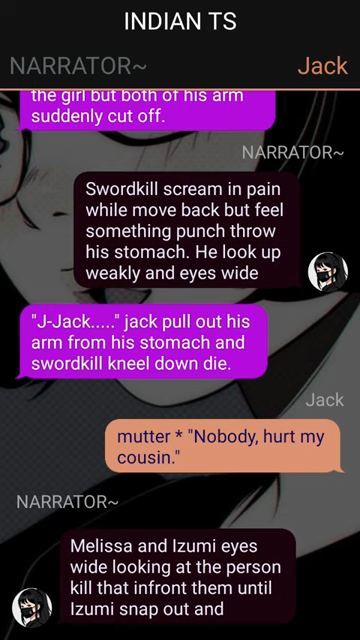 INDIAN TS
NARRATOR~ Jack
the girl but both of his arm
suddenly cut off.
NARRATOR~
Swordkill scream in pain
while move back but feel
something punch throw
his stomach. He look up
weakly and eyes wide
"J-Jack....." jack pull out his
arm from his stomach and
swordkill kneel down die.
Jack
mutter * "Nobody, hurt my
cousin."
NARRATOR~
Melissa and Izumi eyes
wide looking at the person
kill that infront them until
Izumi snap out and